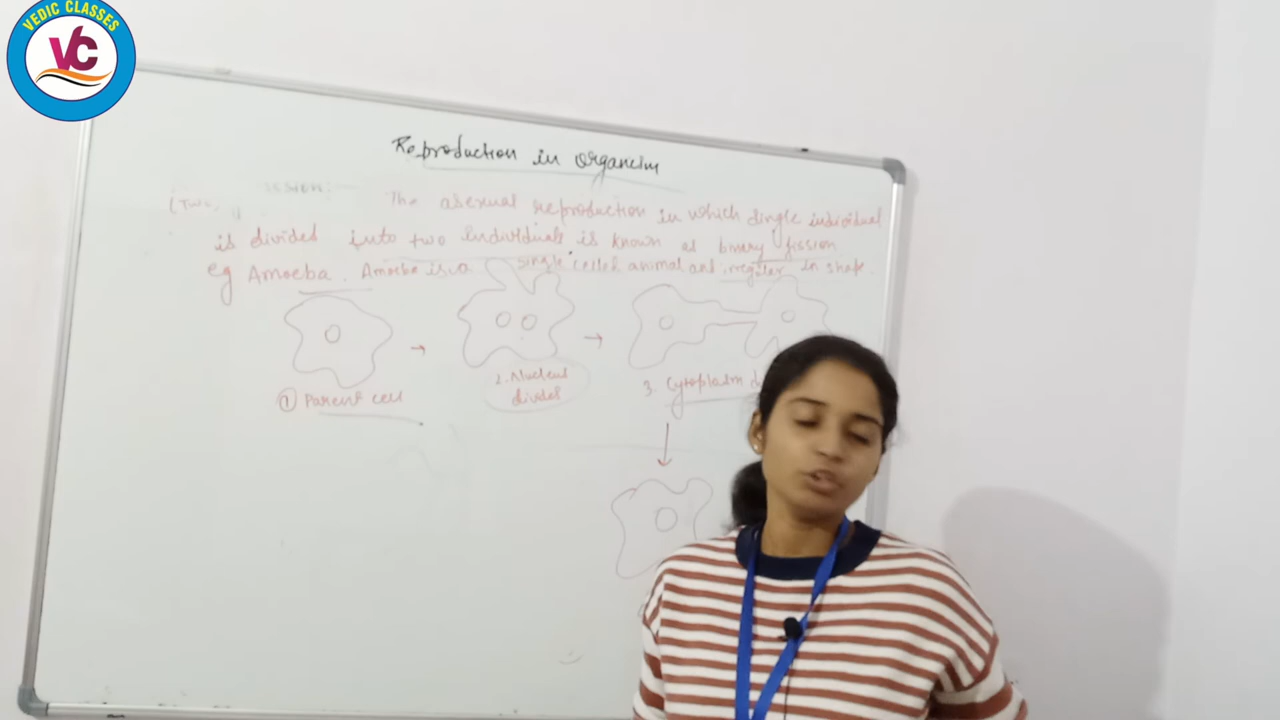 VEDIC CLASSES
VC
Reproduction in Organcim
The asexual Reproduction in which single individual
is divided into two individuals is known as binary fission
eg Amoeba. Amoeba is a single celled animal and irregular in shape.
① Parent cell
2. Nucleus
divides
3. Cytoplasm